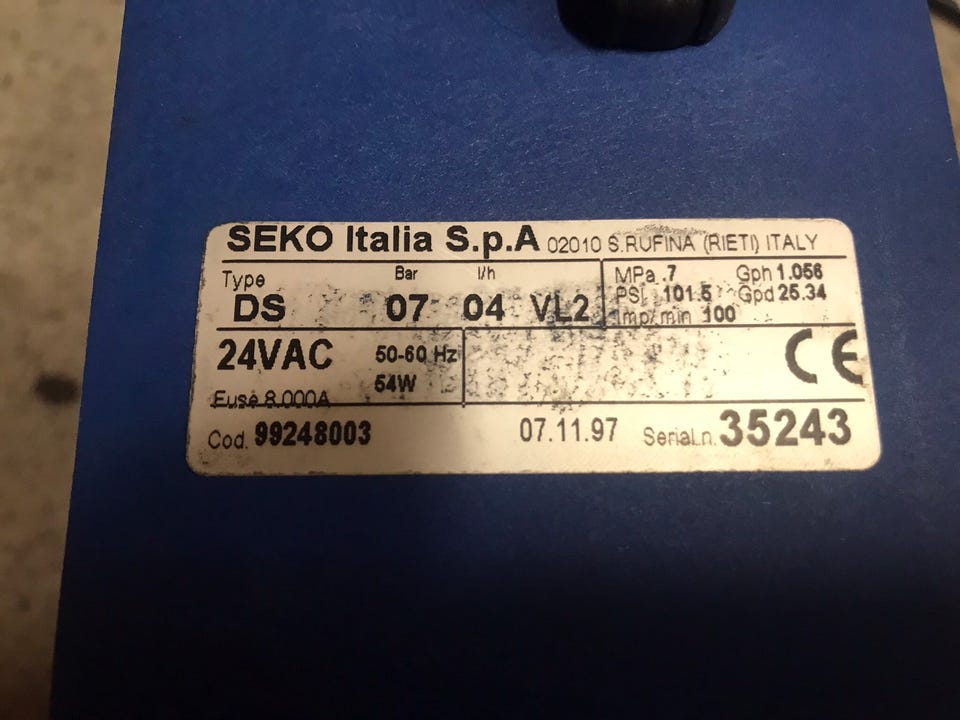 SEKO Italia S.p.A 02010 S.RUFINA (RIETI) ITALY
Type Bar l/h
DS 07 04 VL2
MPa .7 Gph 1.056
PSI 101.5 Gpd 25.34
Imp/min 100
24VAC 50-60 Hz
54W
Fuse 8.000A
CE
Cod. 99248003 07.11.97 Serial.n. 35243